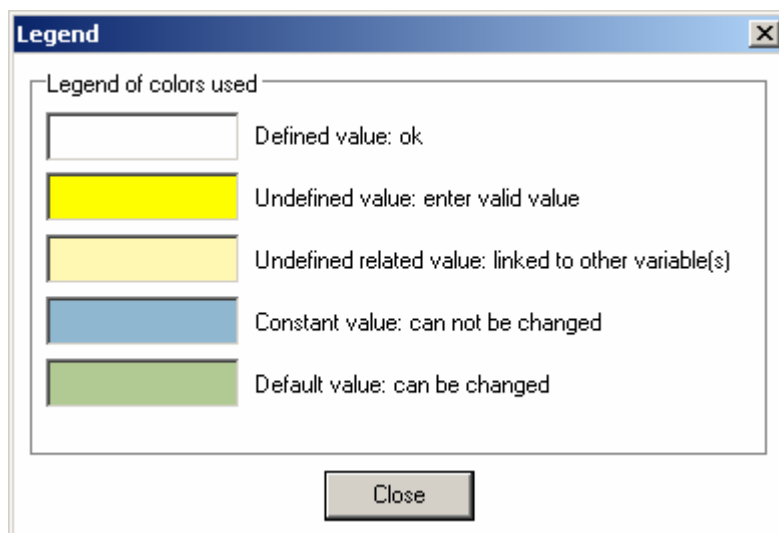 Legend
Legend of colors used
Defined value: ok
Undefined value: enter valid value
Undefined related value: linked to other variable(s)
Constant value: can not be changed
Default value: can be changed
Close